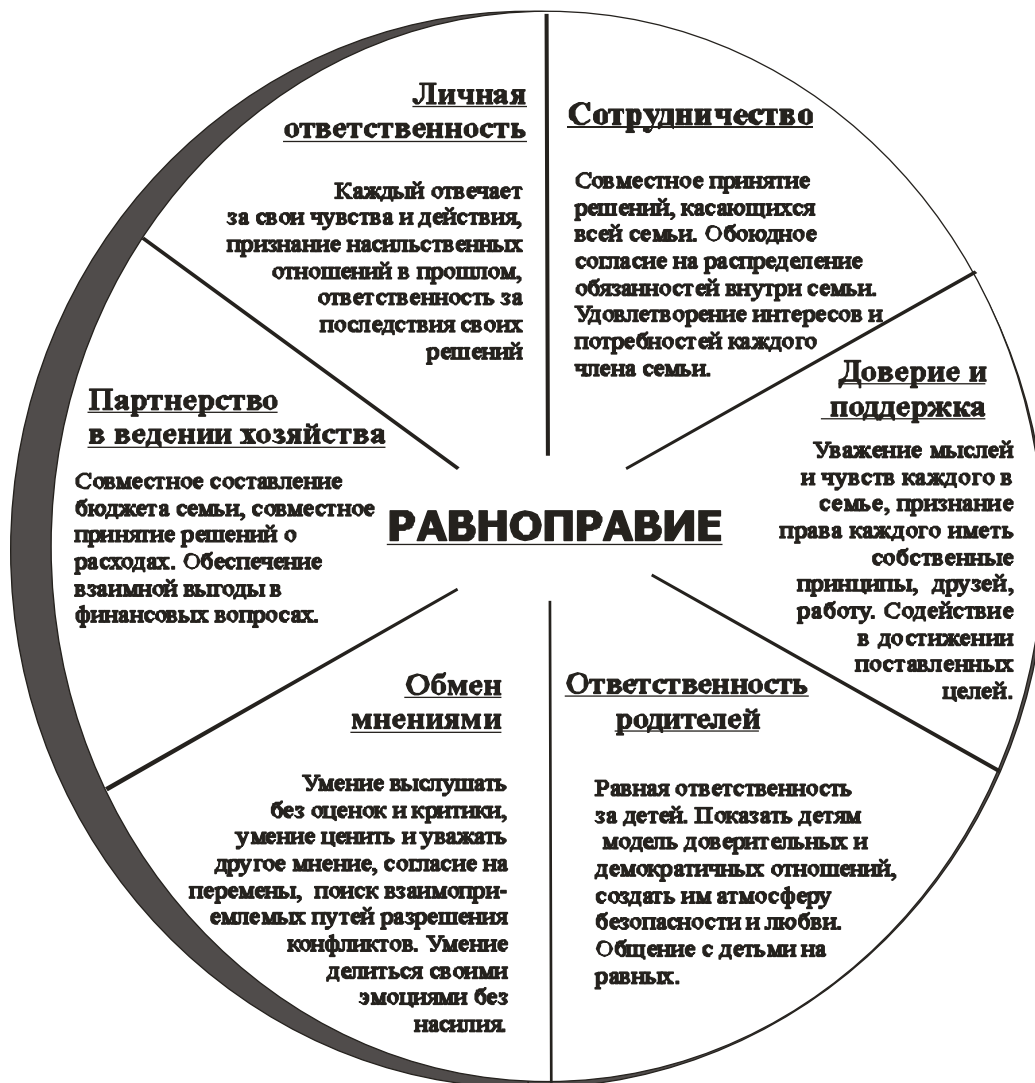 Личная
ответственность
Каждый отвечает
за свои чувства и действия,
признание насильственных
отношений в прошлом,
ответственность за
последствия своих
решений
Сотрудничество
Совместное принятие
решений, касающихся
всей семьи. Обоюдное
согласие на распределение
обязанностей внутри семьи.
Удовлетворение интересов и
потребностей каждого
члена семьи.
Доверие и
поддержка
Уважение мыслей
и чувств каждого в
семье, признание
права каждого иметь
собственные
принципы, друзей,
работу. Содействие
в достижении
поставленных
целей.
Партнерство
в ведении хозяйства
Совместное составление
бюджета семьи, совместное
принятие решений о
расходах. Обеспечение
взаимной выгоды в
финансовых вопросах.
РАВНОПРАВИЕ
Обмен
мнениями
Умение выслушать
без оценок и критики,
умение ценить и уважать
другое мнение, согласие на
перемены, поиск взаимопри-
емлемых путей разрешения
конфликтов. Умение
делиться своими
эмоциями без
насилия.
Ответственность
родителей
Равная ответственность
за детей. Показать детям
модель доверительных и
демократичных отношений,
создать им атмосферу
безопасности и любви.
Общение с детьми на
равных.